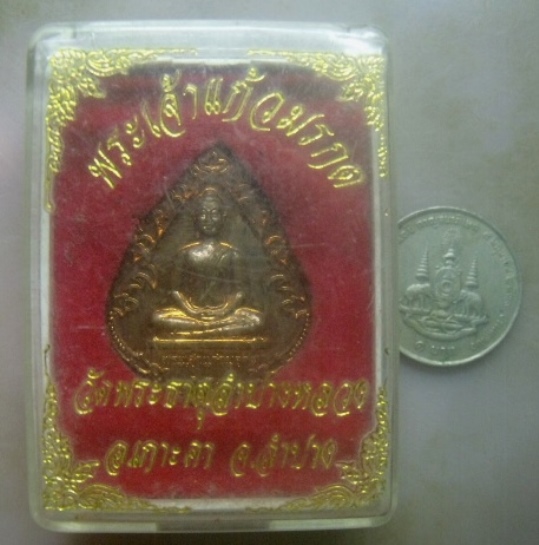 พระเจ้าแก้วมรกต
วัดพระธาตุลำปางหลวง
อ.เกาะคา จ.ลำปาง